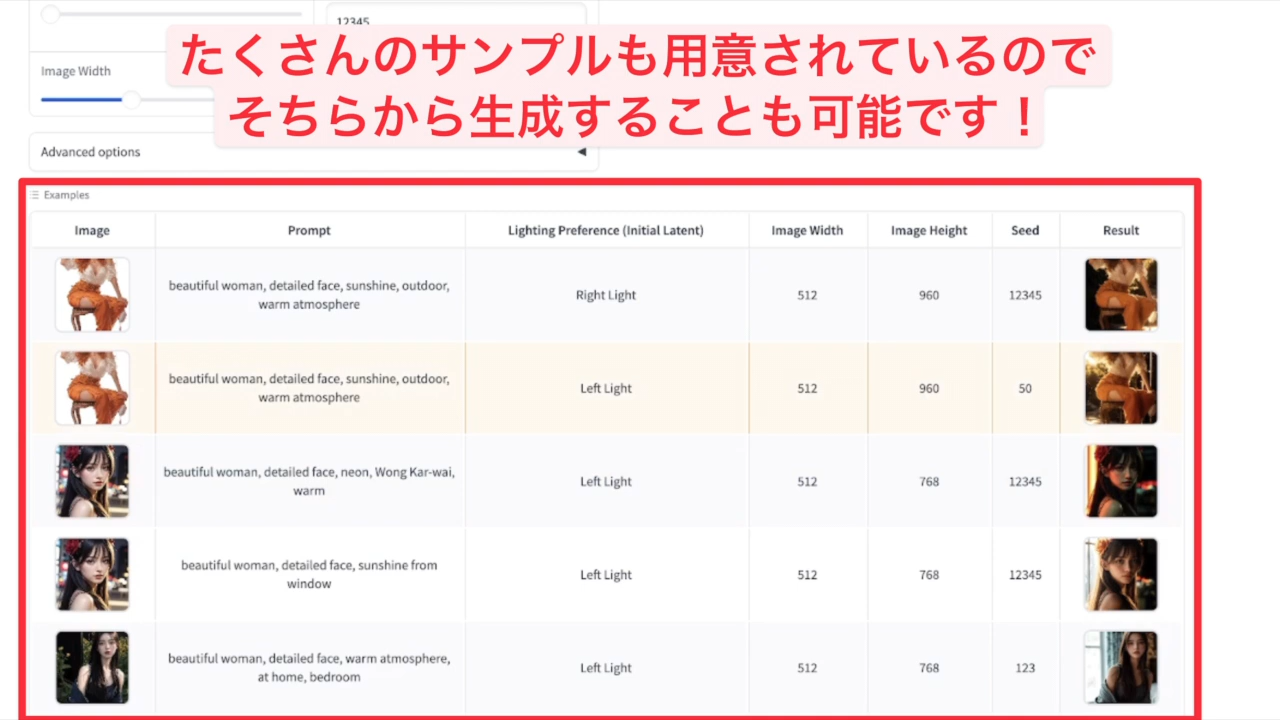 12345
たくさんのサンプルも用意されているので
そちらから生成することも可能です！
Image Width
Advanced options
Examples
Image Prompt Lighting Preference (Initial Latent) Image Width Image Height Seed Result
beautiful woman, detailed face, sunshine, outdoor,
warm atmosphere
Right Light 512 960 12345
beautiful woman, detailed face, sunshine, outdoor,
warm atmosphere
Left Light 512 960 50
beautiful woman, detailed face, neon, Wong Kar-wai,
warm
Left Light 512 768 12345
beautiful woman, detailed face, sunshine from
window
Left Light 512 768 12345
beautiful woman, detailed face, warm atmosphere,
at home, bedroom
Left Light 512 768 123